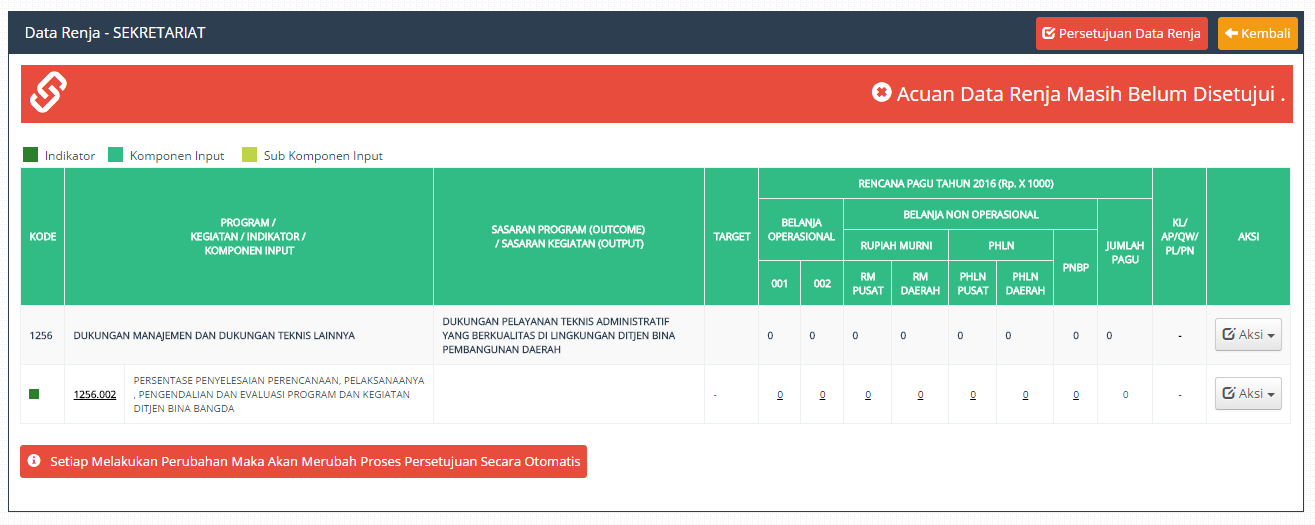 Data Renja - SEKRETARIAT
Persetujuan Data Renja
Kembali
Acuan Data Renja Masih Belum Disetujui .
Indikator
Komponen Input
Sub Komponen Input
KODE
PROGRAM /
KEGIATAN / INDIKATOR /
KOMPONEN INPUT
SASARAN PROGRAM (OUTCOME)
/ SASARAN KEGIATAN (OUTPUT)
TARGET
RENCANA PAGU TAHUN 2016 (Rp. X 1000)
BELANJA
OPERASIONAL
BELANJA NON OPERASIONAL
RUPIAH MURNI
PHLN
PNBP
JUMLAH
PAGU
001
002
RM
PUSAT
RM
DAERAH
PHLN
PUSAT
PHLN
DAERAH
KL/
AP/QW/
PL/PN
AKSI
1256
DUKUNGAN MANAJEMEN DAN DUKUNGAN TEKNIS LAINNYA
DUKUNGAN PELAYANAN TEKNIS ADMINISTRATIF
YANG BERKUALITAS DI LINGKUNGAN DITJEN BINA
PEMBANGUNAN DAERAH
0 0 0 0 0 0 0 0 -
Aksi
1256.002
PERSENTASE PENYELESAIAN PERENCANAAN, PELAKSANAANYA
, PENGENDALIAN DAN EVALUASI PROGRAM DAN KEGIATAN
DITJEN BINA BANGDA
- 0 0 0 0 0 0 0 0 -
Aksi
Setiap Melakukan Perubahan Maka Akan Merubah Proses Persetujuan Secara Otomatis